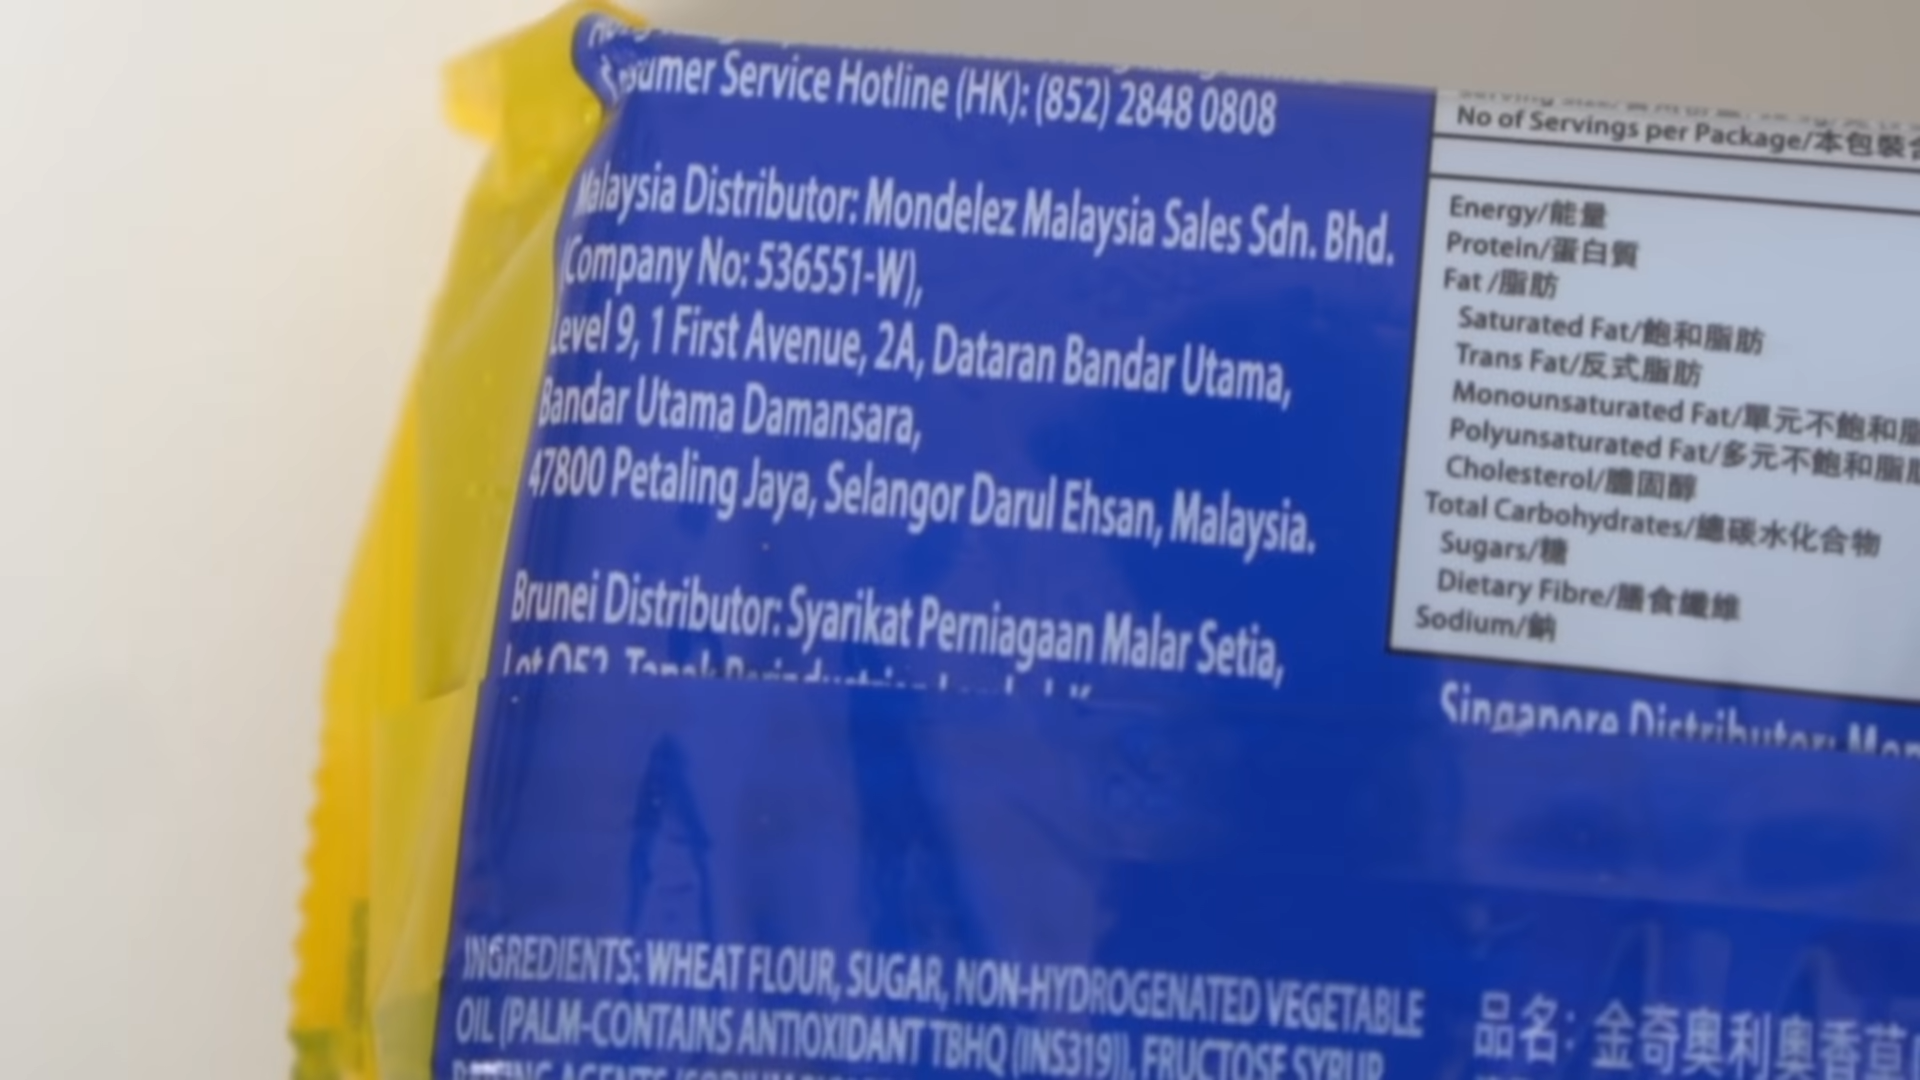 Consumer Service Hotline (HK): (852) 2848 0808
Malaysia Distributor: Mondelez Malaysia Sales Sdn. Bhd.
(Company No: 536551-W),
Level 9, 1 First Avenue, 2A, Dataran Bandar Utama,
Bandar Utama Damansara,
47800 Petaling Jaya, Selangor Darul Ehsan, Malaysia.
Brunei Distributor: Syarikat Perniagaan Malar Setia,
INGREDIENTS: WHEAT FLOUR, SUGAR, NON-HYDROGENATED VEGETABLE
OIL (PALM-CONTAINS ANTIOXIDANT TBHQ (INS319)), FRUCTOSE SYRUP
No of Servings per Package/本包裝含
Energy/能量
Protein/蛋白質
Fat /脂肪
Saturated Fat/飽和脂肪
Trans Fat/反式脂肪
Monounsaturated Fat/單元不飽和脂
Polyunsaturated Fat/多元不飽和脂肪
Cholesterol/膽固醇
Total Carbohydrates/總碳水化合物
Sugars/糖
Dietary Fibre/膳食纖維
Sodium/鈉
Singapore Distributor:
品名: 金奇奧利奧香草